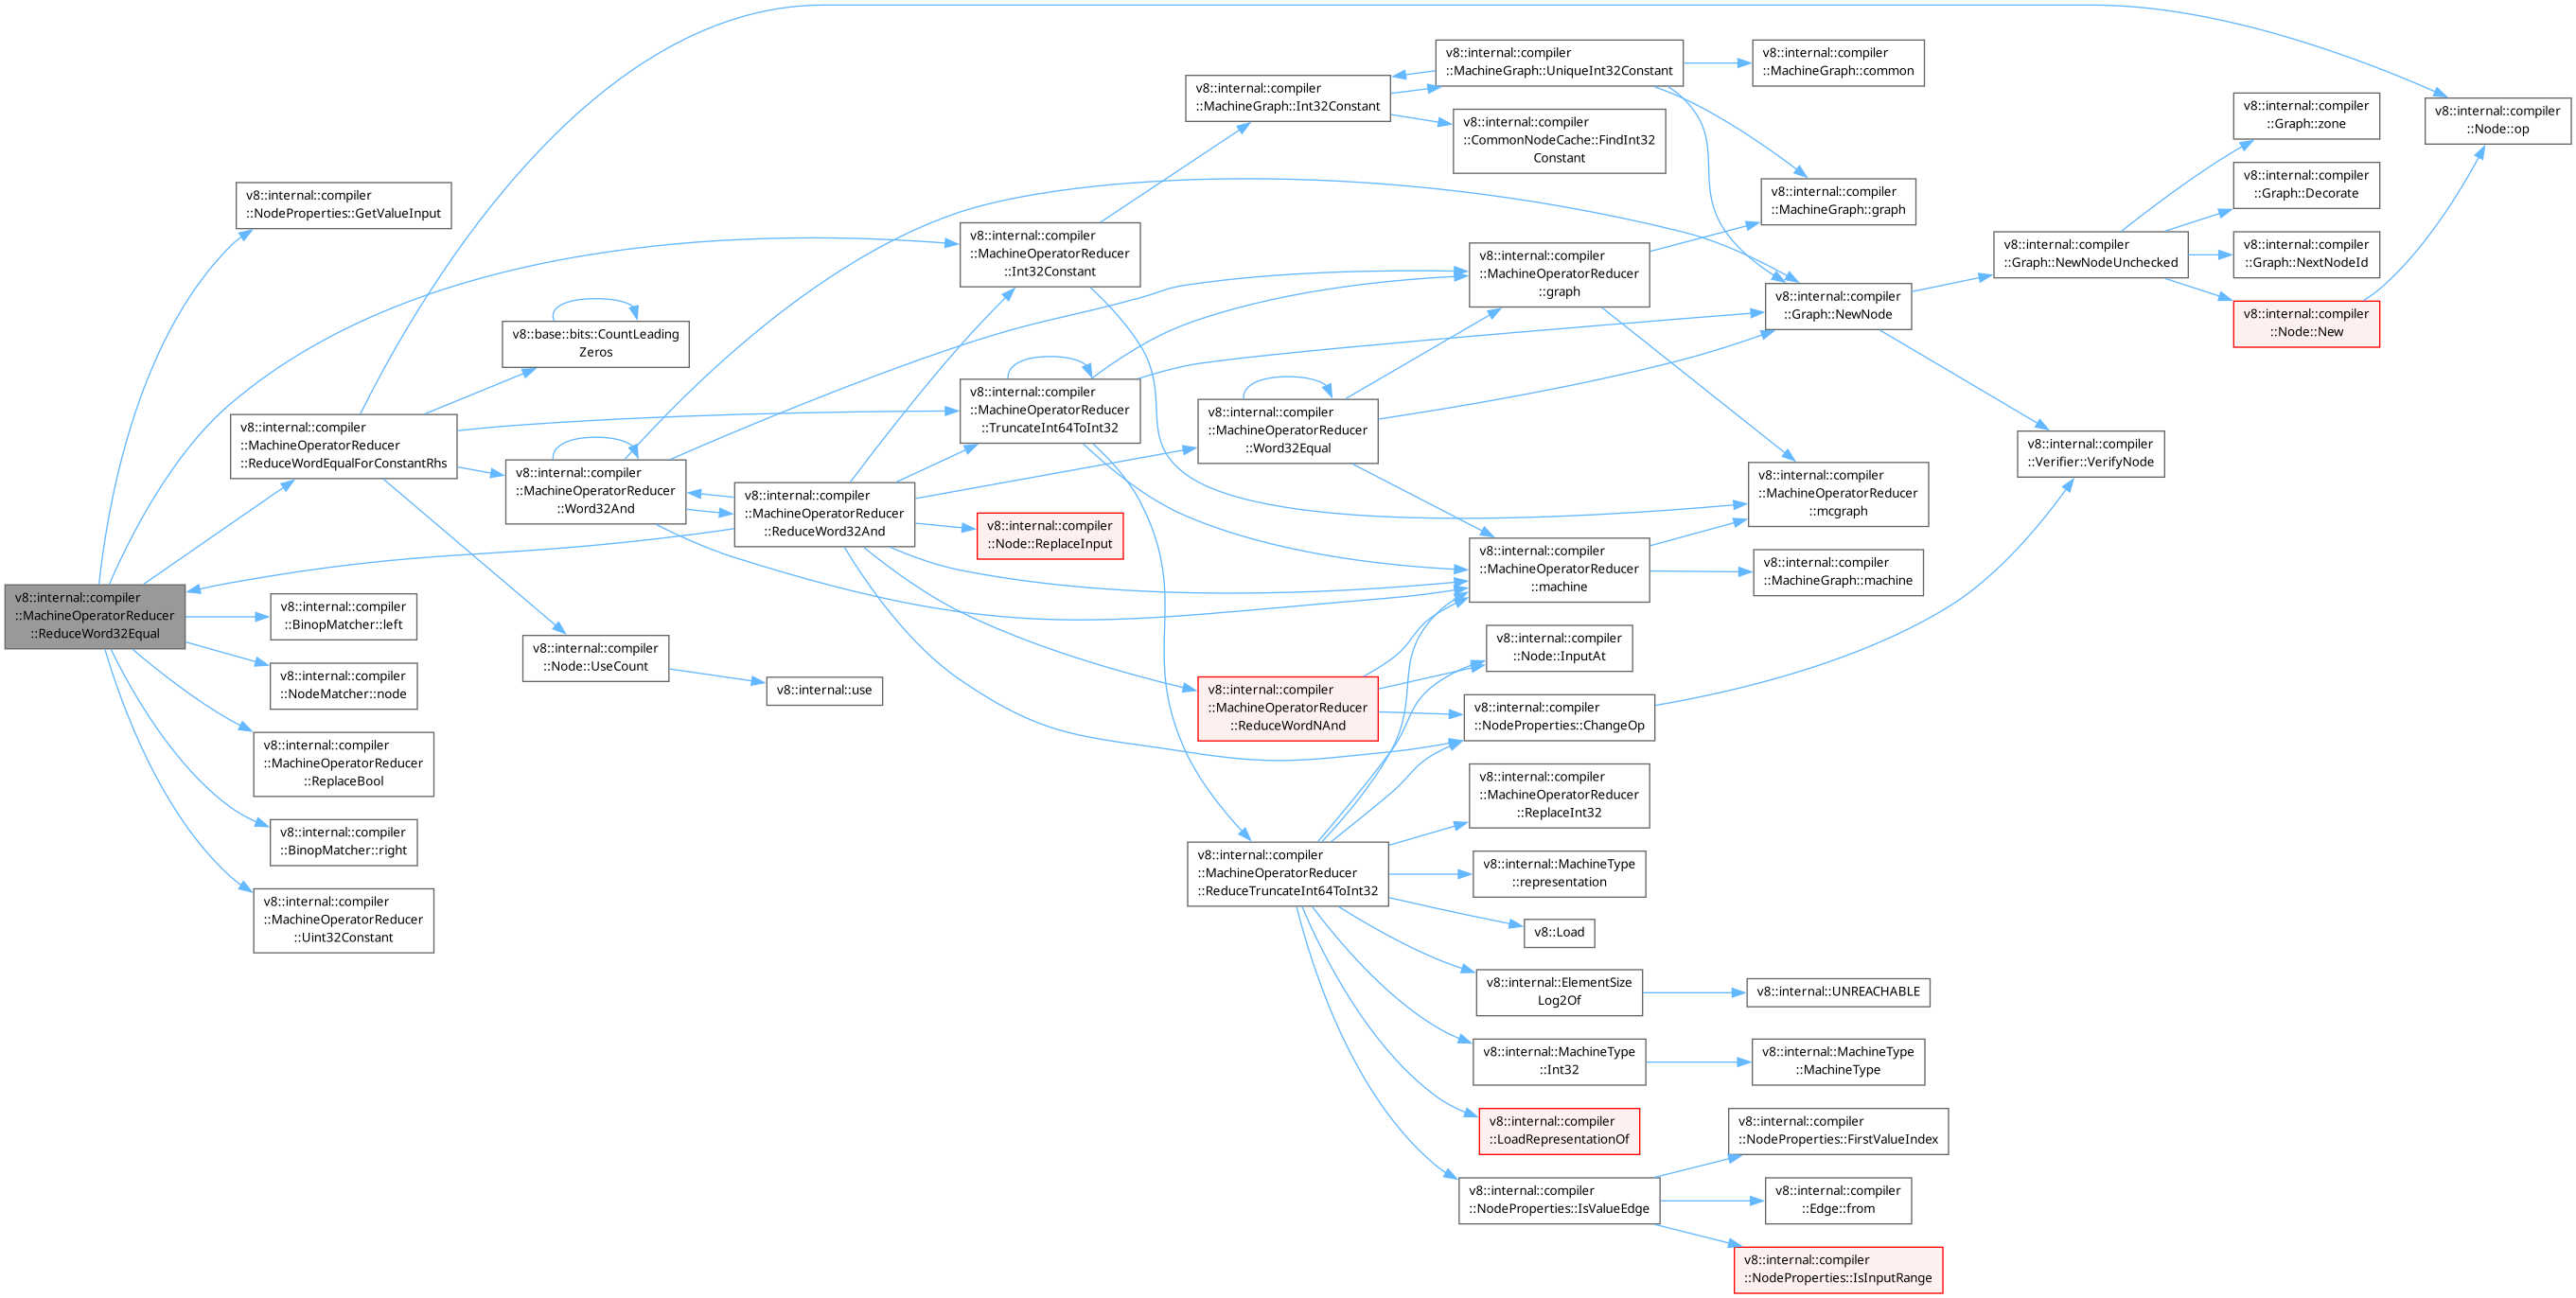 v8::internal::compiler
::MachineOperatorReducer
::ReduceWord32Equal
v8::internal::compiler
::NodeProperties::GetValueInput
v8::internal::compiler
::MachineOperatorReducer
::ReduceWordEqualForConstantRhs
v8::internal::compiler
::BinopMatcher::left
v8::internal::compiler
::NodeMatcher::node
v8::internal::compiler
::MachineOperatorReducer
::ReplaceBool
v8::internal::compiler
::BinopMatcher::right
v8::internal::compiler
::MachineOperatorReducer
::Uint32Constant
v8::base::bits::CountLeading
Zeros
v8::internal::compiler
::MachineOperatorReducer
::Word32And
v8::internal::compiler
::Node::UseCount
v8::internal::compiler
::MachineOperatorReducer
::ReduceWord32And
v8::internal::use
v8::internal::compiler
::MachineOperatorReducer
::Int32Constant
v8::internal::compiler
::MachineOperatorReducer
::TruncateInt64ToInt32
v8::internal::compiler
::Node::ReplaceInput
v8::internal::compiler
::MachineGraph::Int32Constant
v8::internal::compiler
::MachineOperatorReducer
::Word32Equal
v8::internal::compiler
::MachineOperatorReducer
::ReduceWordNAnd
v8::internal::compiler
::MachineOperatorReducer
::ReduceTruncateInt64ToInt32
v8::internal::compiler
::MachineGraph::UniqueInt32Constant
v8::internal::compiler
::CommonNodeCache::FindInt32
Constant
v8::internal::compiler
::MachineOperatorReducer
::graph
v8::internal::compiler
::MachineOperatorReducer
::machine
v8::internal::compiler
::Node::InputAt
v8::internal::compiler
::NodeProperties::ChangeOp
v8::internal::compiler
::MachineOperatorReducer
::ReplaceInt32
v8::internal::MachineType
::representation
v8::Load
v8::internal::ElementSize
Log2Of
v8::internal::MachineType
::Int32
v8::internal::compiler
::LoadRepresentationOf
v8::internal::compiler
::NodeProperties::IsValueEdge
v8::internal::compiler
::MachineGraph::common
v8::internal::compiler
::MachineGraph::graph
v8::internal::compiler
::Graph::NewNode
v8::internal::compiler
::MachineOperatorReducer
::mcgraph
v8::internal::compiler
::MachineGraph::machine
v8::internal::UNREACHABLE
v8::internal::MachineType
::MachineType
v8::internal::compiler
::NodeProperties::FirstValueIndex
v8::internal::compiler
::Edge::from
v8::internal::compiler
::NodeProperties::IsInputRange
v8::internal::compiler
::Graph::NewNodeUnchecked
v8::internal::compiler
::Verifier::VerifyNode
v8::internal::compiler
::Graph::zone
v8::internal::compiler
::Graph::Decorate
v8::internal::compiler
::Graph::NextNodeId
v8::internal::compiler
::Node::New
v8::internal::compiler
::Node::op